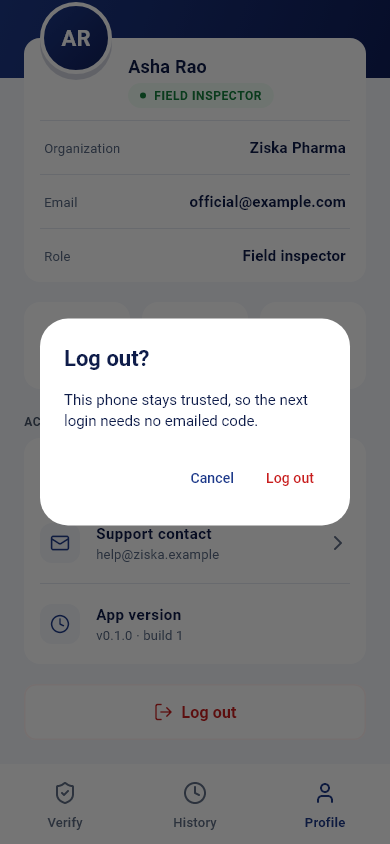 AR
Asha Rao
FIELD INSPECTOR
Organization
Ziska Pharma
Email
official@example.com
Role
Field inspector
Log out?
This phone stays trusted, so the next
login needs no emailed code.
Cancel
Log out
Support contact
help@ziska.example
App version
v0.1.0 · build 1
Log out
Verify
History
Profile